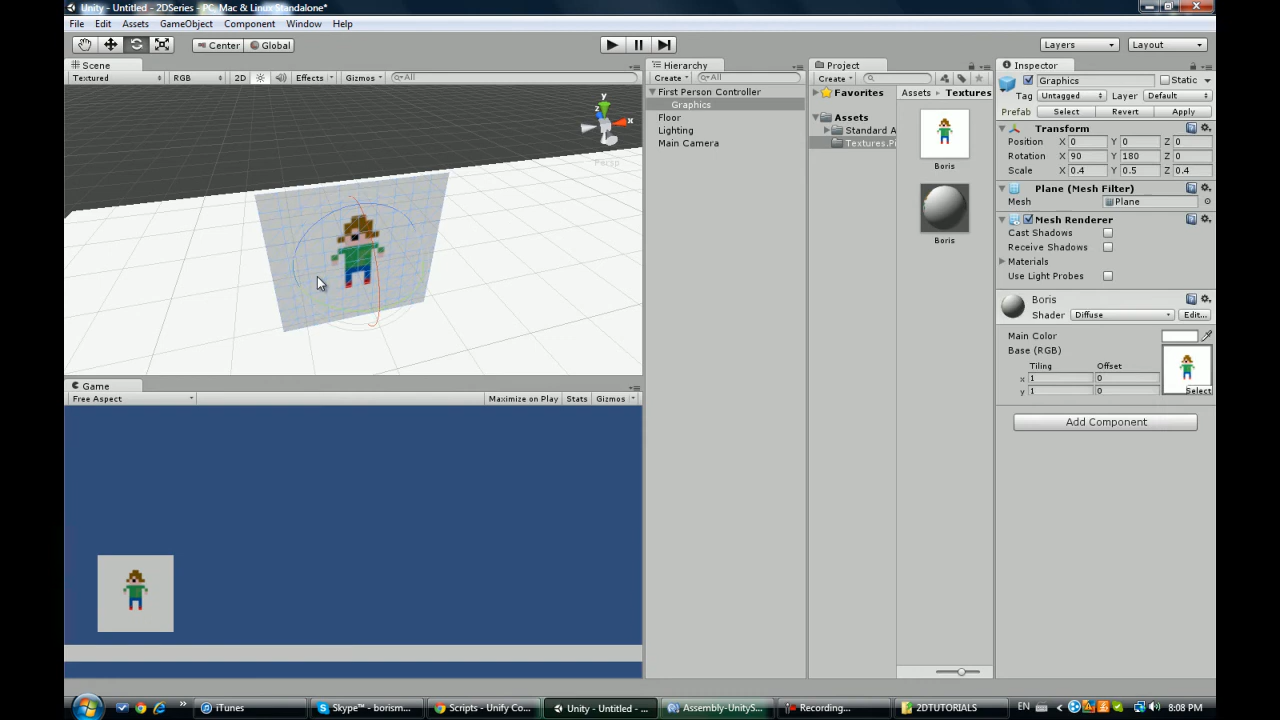 Unity - Untitled - 2DSeries - PC, Mac & Linux Standalone*
File Edit Assets GameObject Component Window Help
Center Global Layers Layout
Scene Hierarchy Project Inspector
Textured RGB 2D Effects Gizmos All
Create All
Create
First Person Controller
Graphics
Floor
Lighting
Main Camera
y
x
z
Persp
Favorites
Assets
Standard A
Textures.Pi
Assets Textures
Boris
Boris
Graphics Static
Tag Untagged Layer Default
Prefab Select Revert Apply
Transform
Position X 0 Y 0 Z 0
Rotation X 90 Y 180 Z 0
Scale X 0.4 Y 0.5 Z 0.4
Plane (Mesh Filter)
Mesh Plane
Mesh Renderer
Cast Shadows
Receive Shadows
Materials
Use Light Probes
Boris
Shader Diffuse Edit...
Main Color
Base (RGB)
Tiling Offset
x 1 0
y 1 0
Select
Add Component
Game
Free Aspect Maximize on Play Stats Gizmos
iTunes Skype™ - borism... Scripts - Unify Co... Unity - Untitled - ... Assembly-UnityS... Recording... 2DTUTORIALS EN 8:08 PM